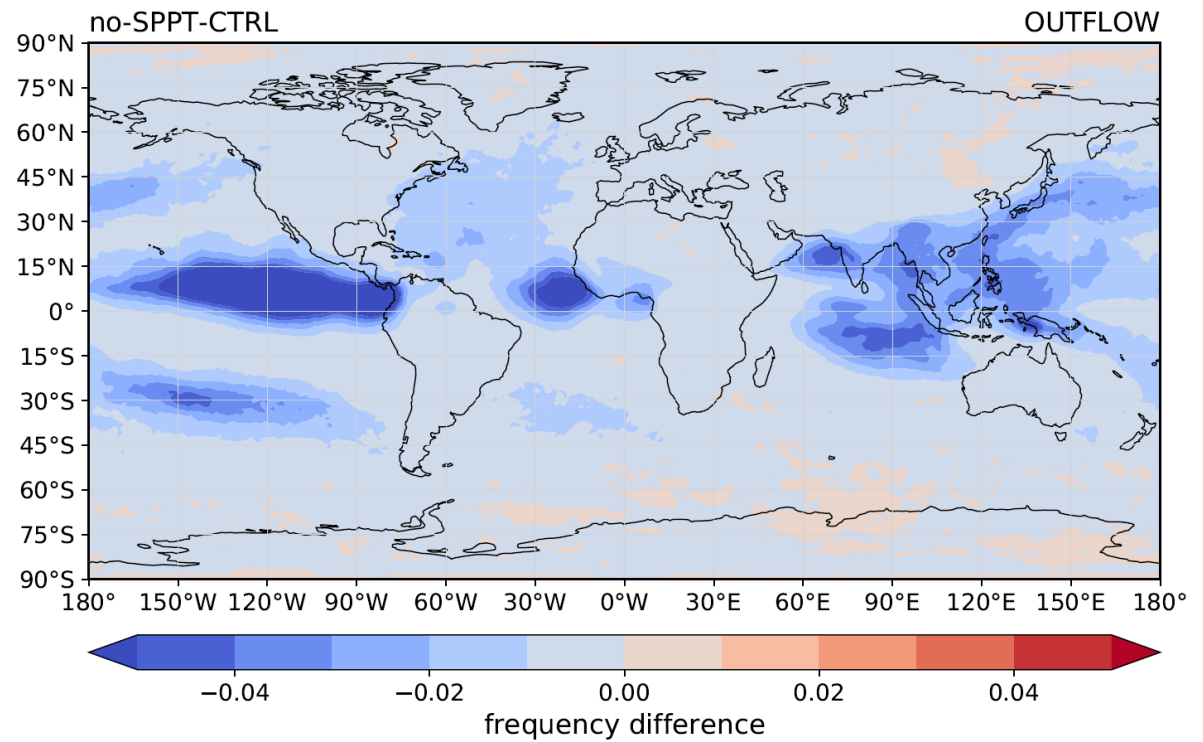 no-SPPT-CTRL OUTFLOW
90°N
75°N
60°N
45°N
30°N
15°N
0°
15°S
30°S
45°S
60°S
75°S
90°S
180° 150°W 120°W 90°W 60°W 30°W 0°W 30°E 60°E 90°E 120°E 150°E 180°
−0.04 −0.02 0.00 0.02 0.04
frequency difference